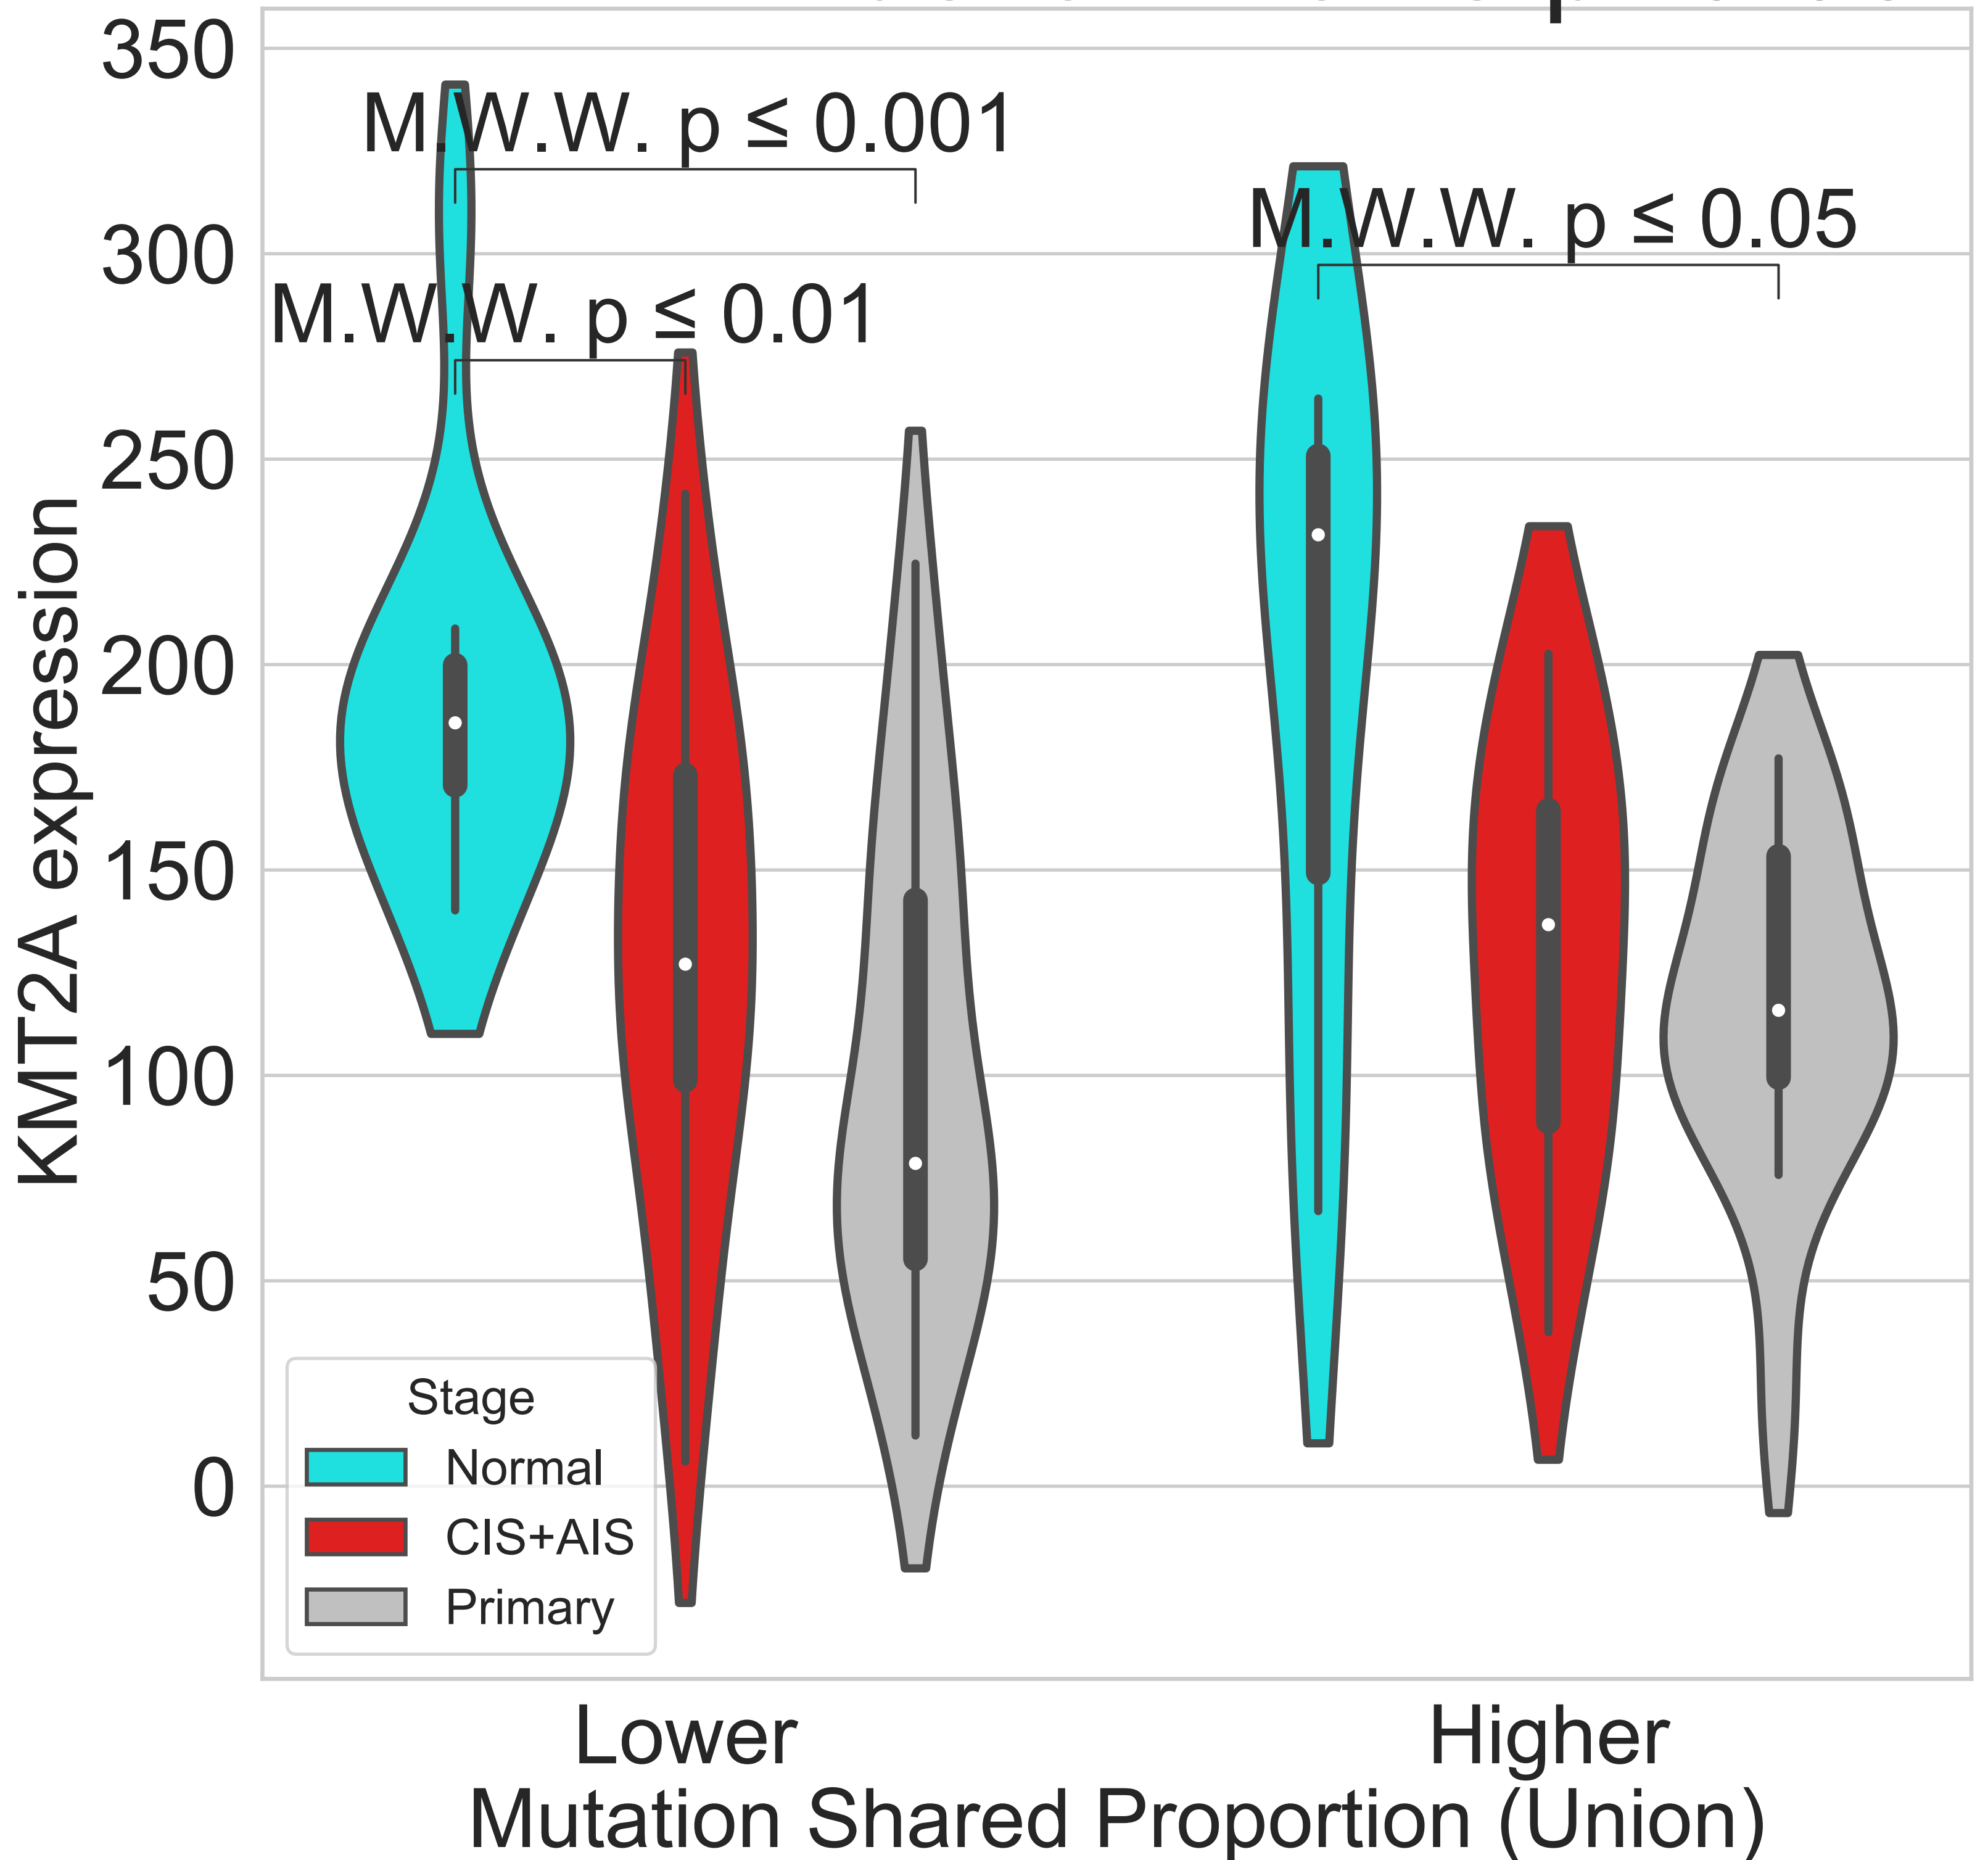 350
M.W.W. p ≤ 0.001
M.W.W. p ≤ 0.05
300
M.W.W. p ≤ 0.01
250
200
150
100
50
0
KMT2A expression
Stage
Normal
CIS+AIS
Primary
Lower
Higher
Mutation Shared Proportion (Union)